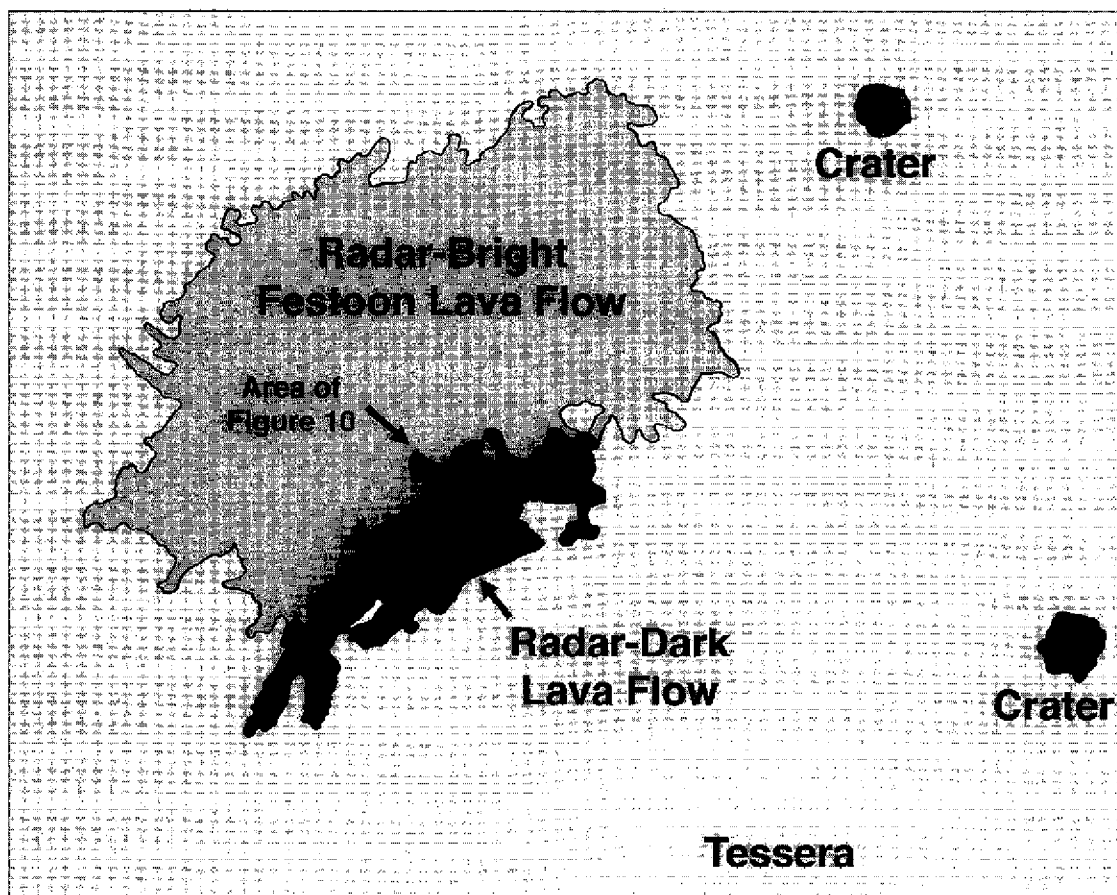 Crater
Radar-Bright
Festoon Lava Flow
Area of
Figure 10
Radar-Dark
Lava Flow
Crater
Tessera